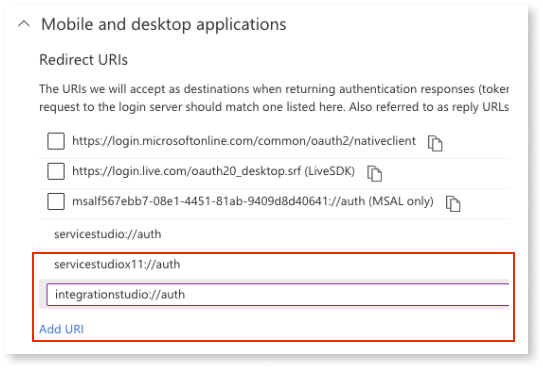 Mobile and desktop applications
Redirect URIs
The URIs we will accept as destinations when returning authentication responses (token
request to the login server should match one listed here. Also referred to as reply URLs
https://login.microsoftonline.com/common/oauth2/nativeclient
https://login.live.com/oauth20_desktop.srf (LiveSDK)
msalf567ebb7-08e1-4451-81ab-9409d8d40641://auth (MSAL only)
servicestudio://auth
servicestudiox11://auth
integrationstudio://auth
Add URI